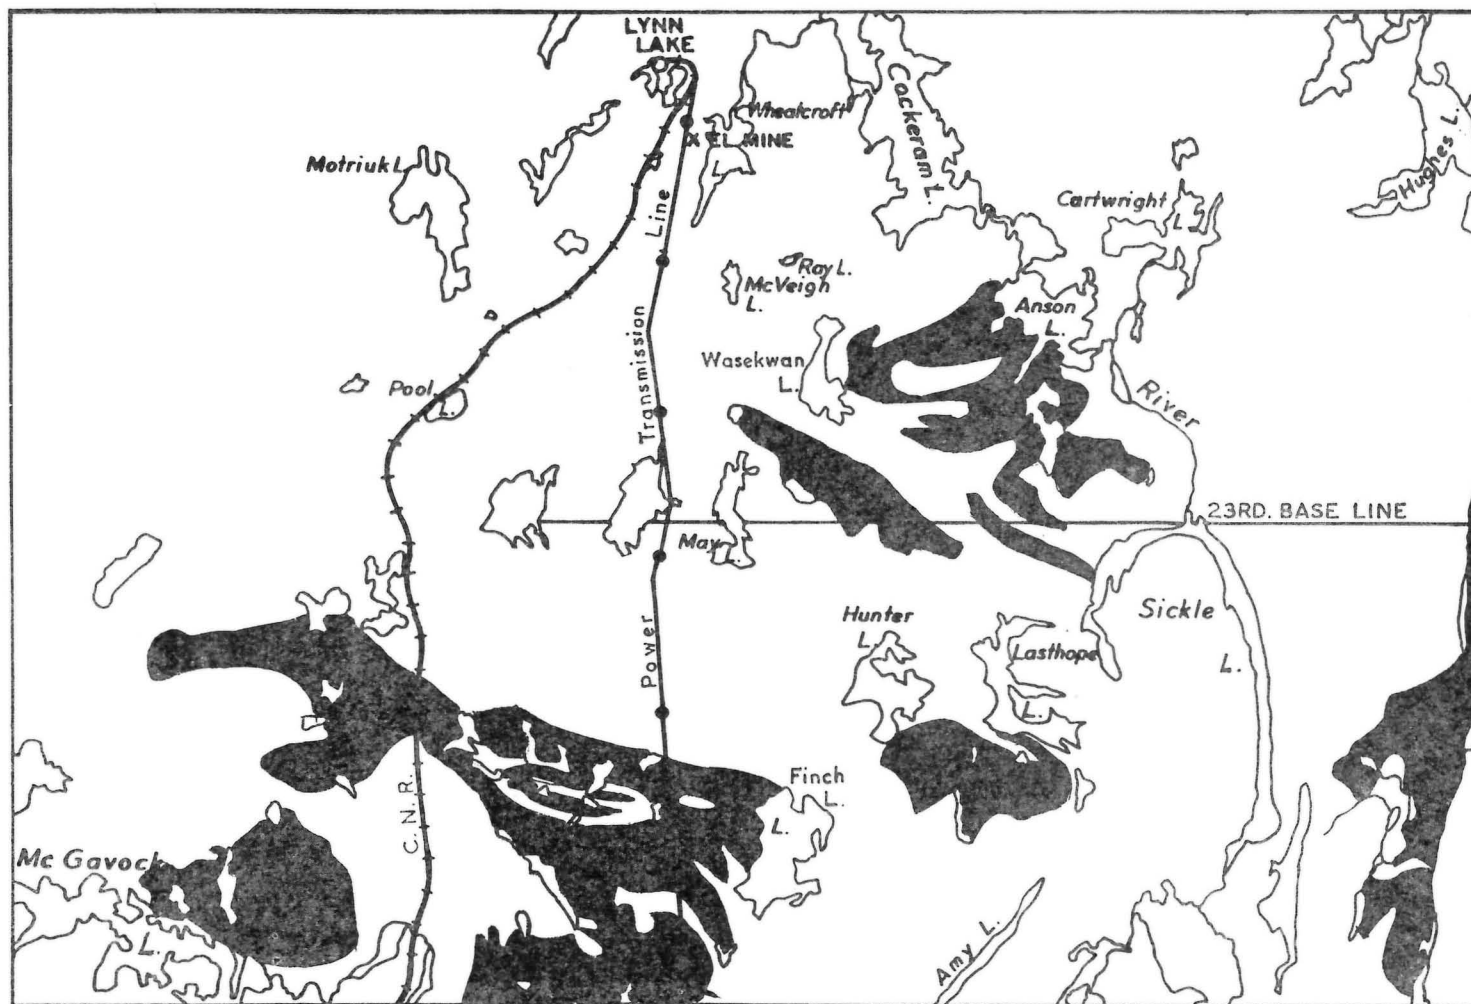 LYNN
LAKE
Wheatcroft
L.
X EL MINE
Cockeram L.
Hughes L.
Motriuk L.
Cartwright
L.
Line
Ray L.
McVeigh
L.
Anson
L.
Transmission
Wasekwan
L.
River
Pool
L.
23RD. BASE LINE
May
L.
Hunter
L.
Sickle
L.
Lasthope
L.
Power
Finch
L.
L.
C.N.R.
Mc Gavock
L.
Amy L.